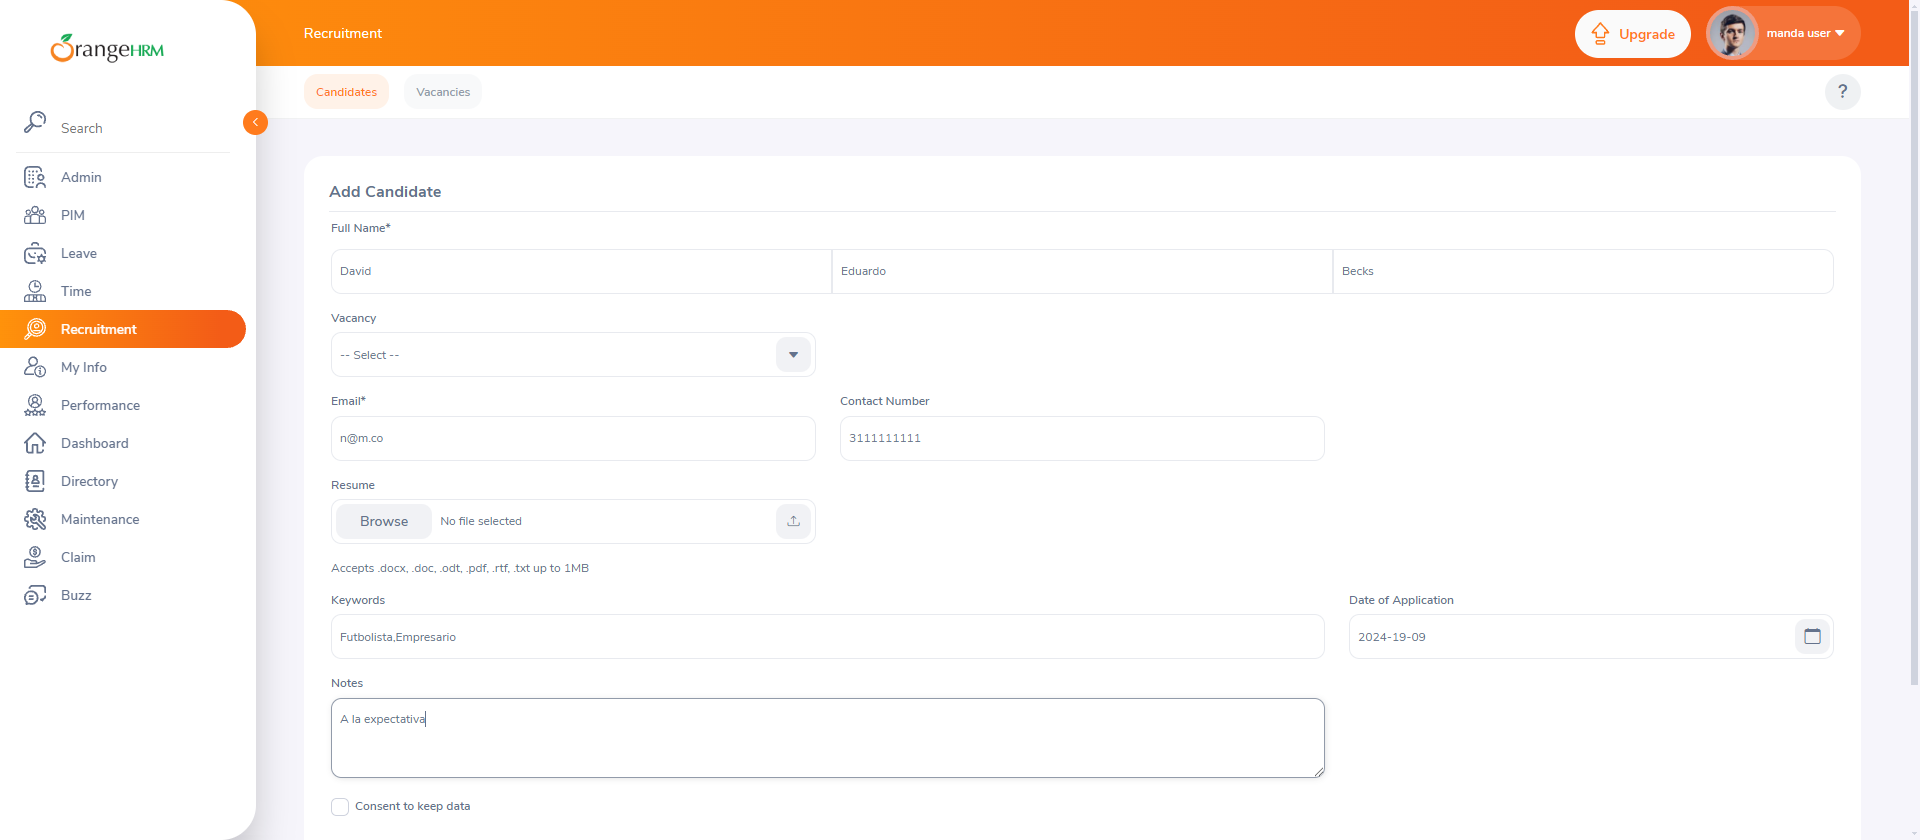 OrangeHRM
Recruitment
Upgrade
manda user
Candidates
Vacancies
?
Search
Admin
PIM
Leave
Time
Recruitment
My Info
Performance
Dashboard
Directory
Maintenance
Claim
Buzz
Add Candidate
Full Name*
David
Eduardo
Becks
Vacancy
-- Select --
Email*
Contact Number
n@m.co
3111111111
Resume
Browse
No file selected
Accepts .docx, .doc, .odt, .pdf, .rtf, .txt up to 1MB
Keywords
Date of Application
Futbolista,Empresario
2024-19-09
Notes
A la expectativa
Consent to keep data